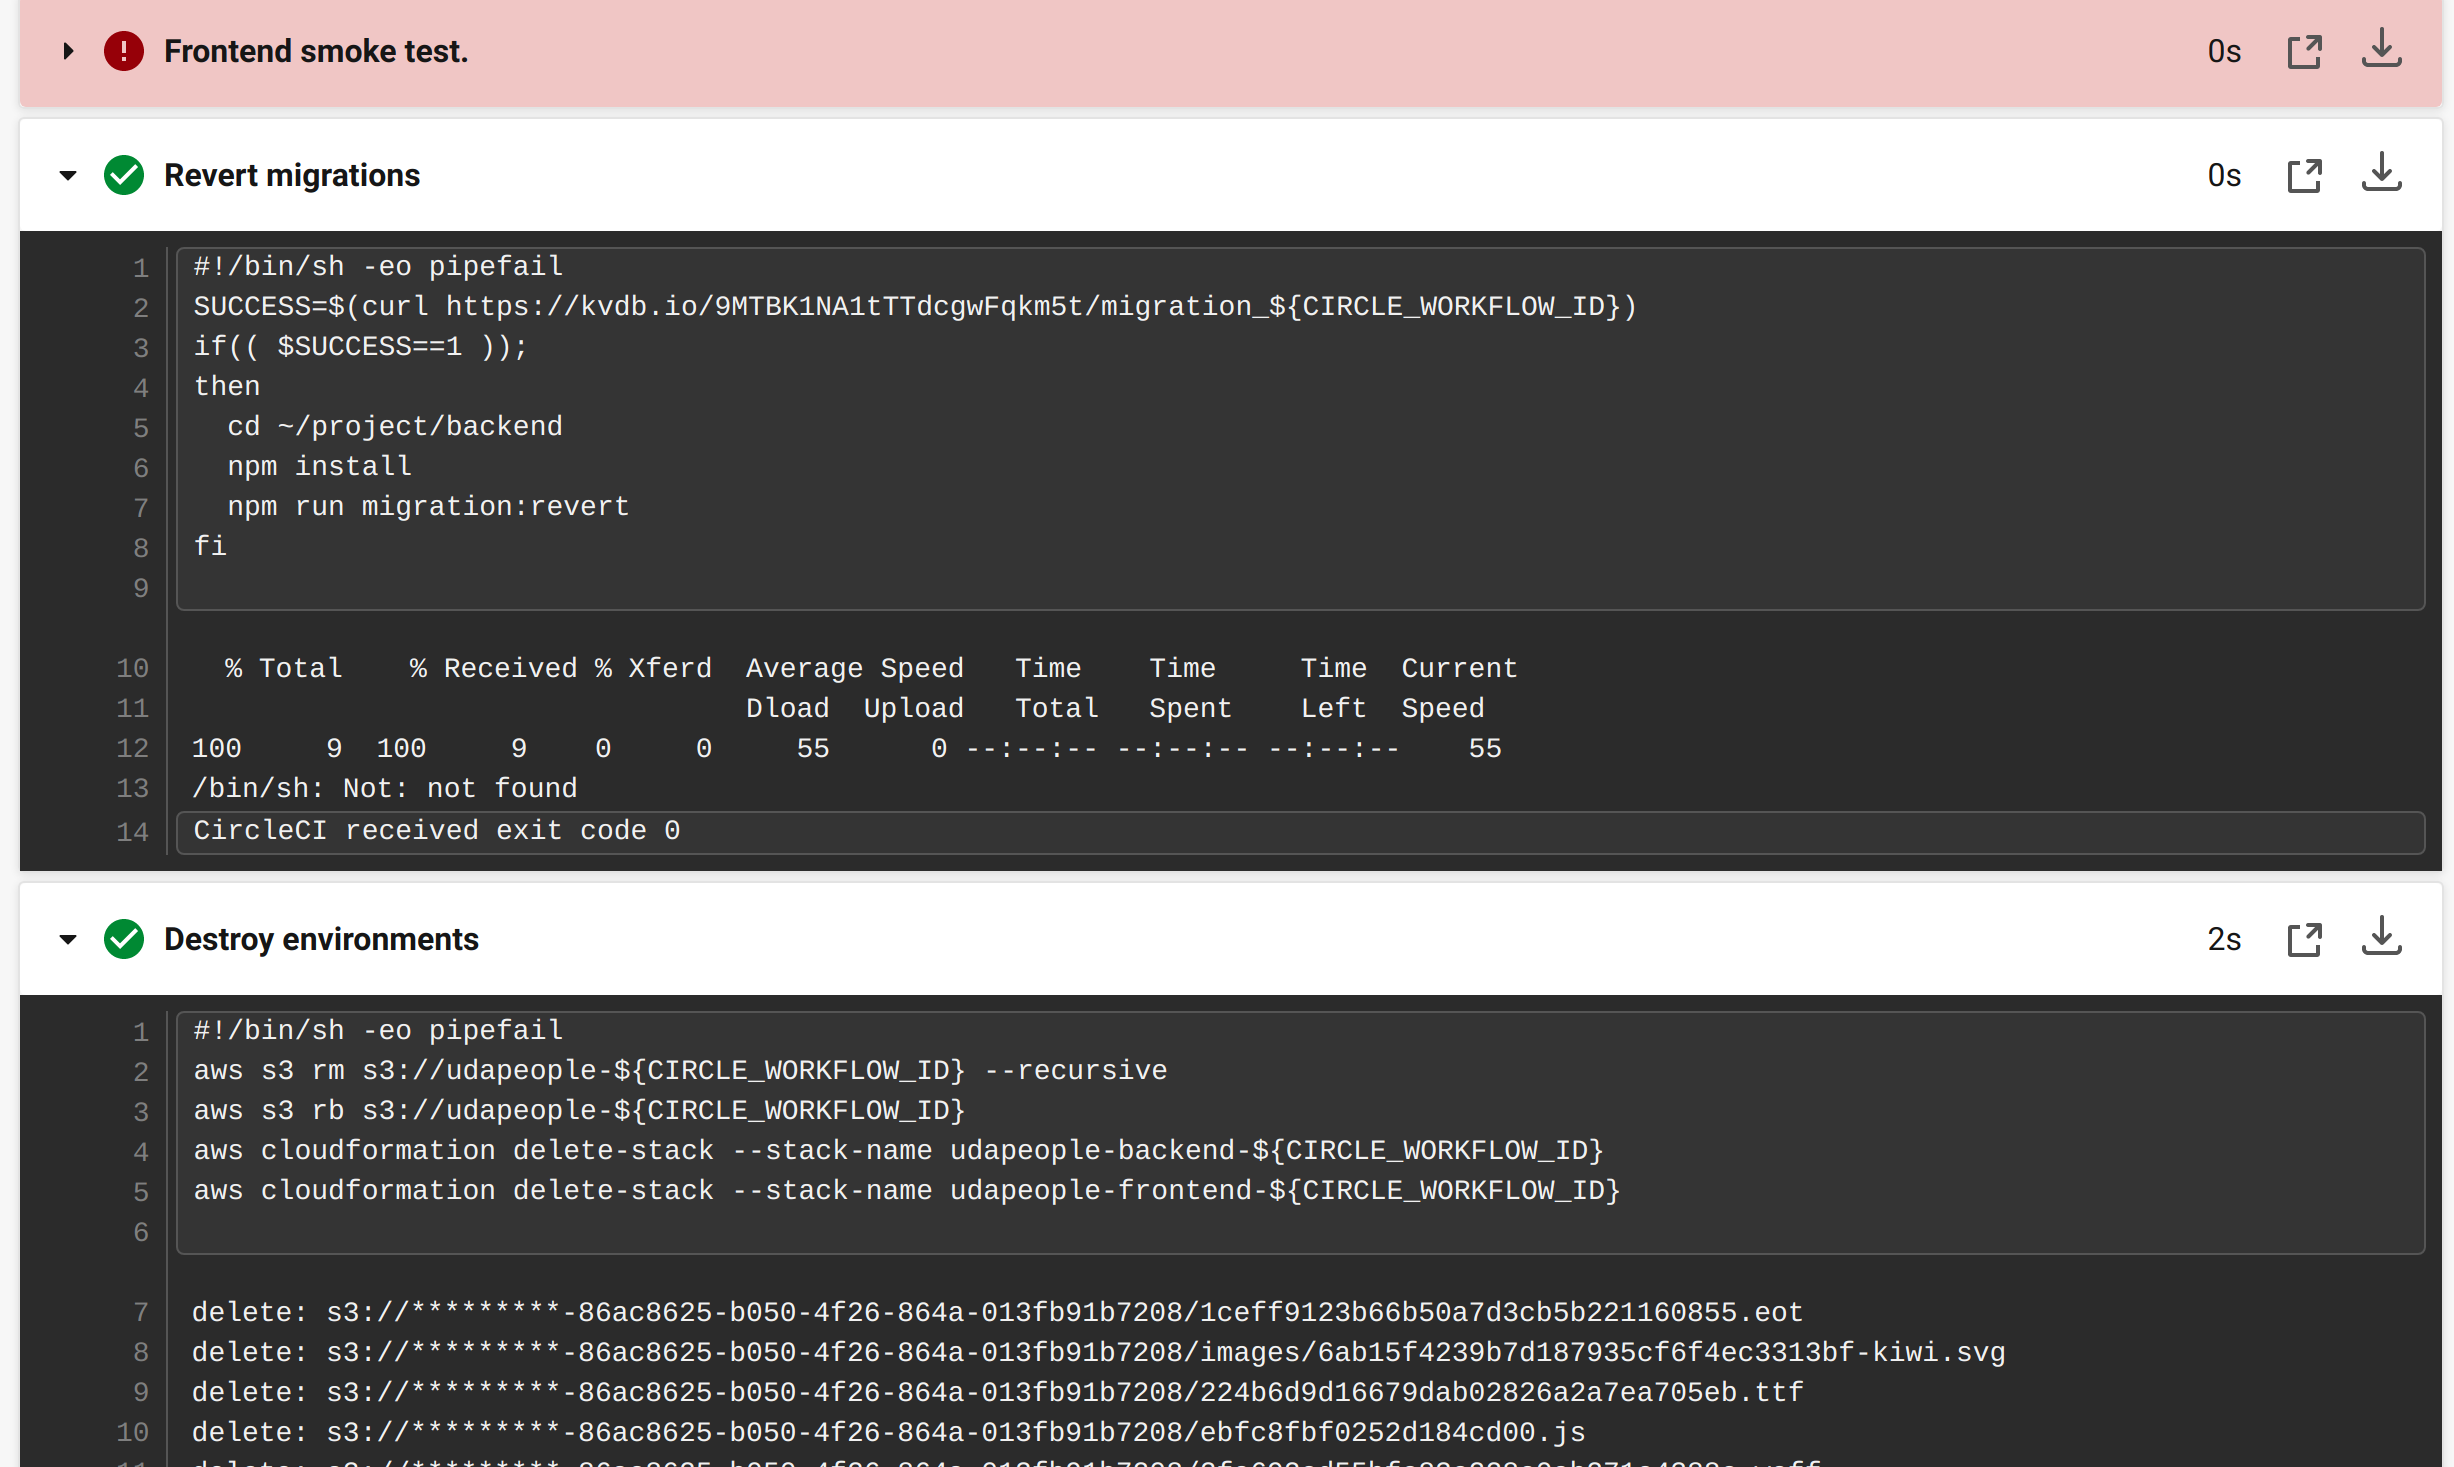 Frontend smoke test. 0s
Revert migrations 0s
1 #!/bin/sh -eo pipefail
2 SUCCESS=$(curl https://kvdb.io/9MTBK1NA1tTTdcgwFqkm5t/migration_${CIRCLE_WORKFLOW_ID})
3 if(( $SUCCESS==1 ));
4 then
5   cd ~/project/backend
6   npm install
7   npm run migration:revert
8 fi
9
10   % Total    % Received % Xferd  Average Speed   Time    Time     Time  Current
11                                  Dload  Upload   Total   Spent    Left  Speed
12 100     9  100     9    0     0     55      0 --:--:-- --:--:-- --:--:--    55
13 /bin/sh: Not: not found
14 CircleCI received exit code 0
Destroy environments 2s
1 #!/bin/sh -eo pipefail
2 aws s3 rm s3://udapeople-${CIRCLE_WORKFLOW_ID} --recursive
3 aws s3 rb s3://udapeople-${CIRCLE_WORKFLOW_ID}
4 aws cloudformation delete-stack --stack-name udapeople-backend-${CIRCLE_WORKFLOW_ID}
5 aws cloudformation delete-stack --stack-name udapeople-frontend-${CIRCLE_WORKFLOW_ID}
6
7 delete: s3://*********-86ac8625-b050-4f26-864a-013fb91b7208/1ceff9123b66b50a7d3cb5b221160855.eot
8 delete: s3://*********-86ac8625-b050-4f26-864a-013fb91b7208/images/6ab15f4239b7d187935cf6f4ec3313bf-kiwi.svg
9 delete: s3://*********-86ac8625-b050-4f26-864a-013fb91b7208/224b6d9d16679dab02826a2a7ea705eb.ttf
10 delete: s3://*********-86ac8625-b050-4f26-864a-013fb91b7208/ebfc8fbf0252d184cd00.js
11 delete: